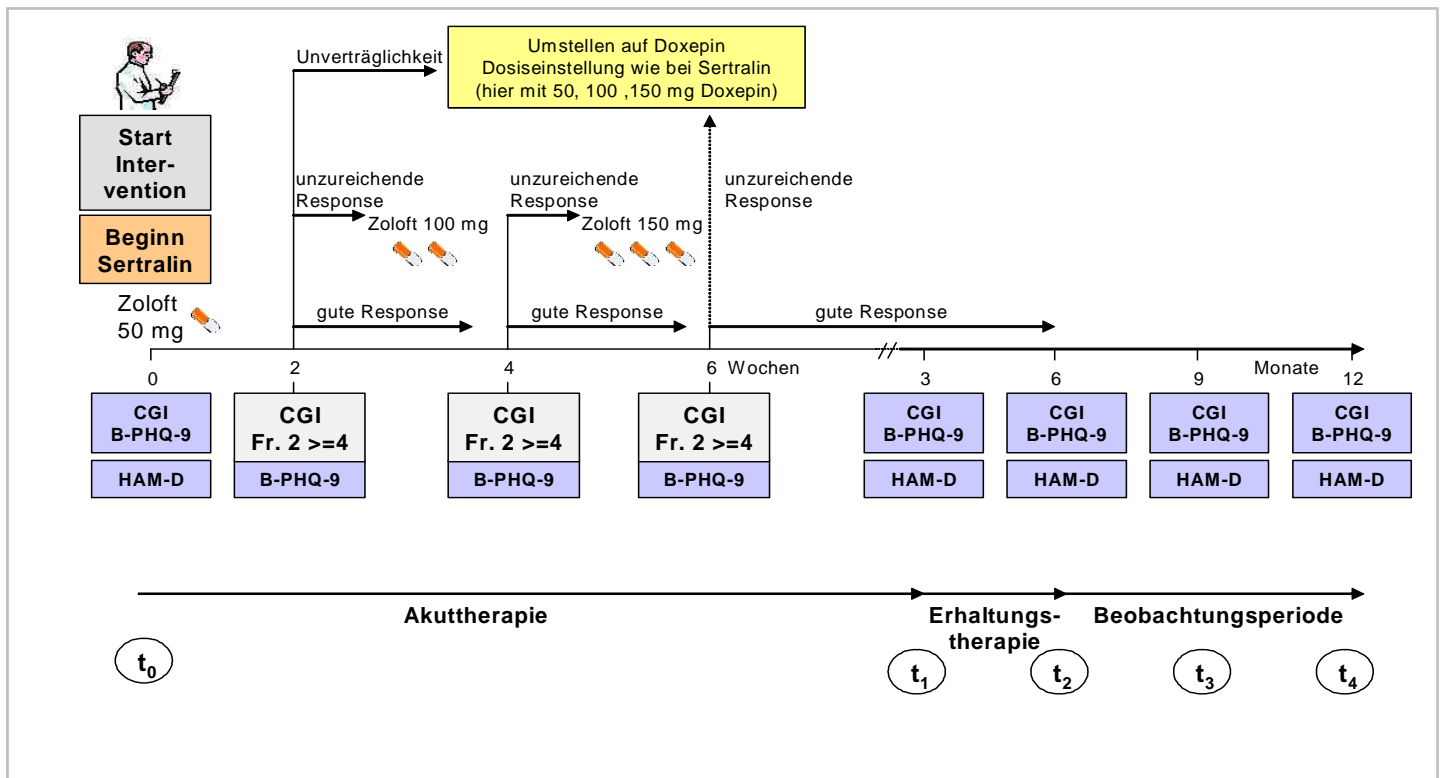 Unverträglichkeit
Umstellen auf Doxepin
Dosiseinstellung wie bei Sertralin
(hier mit 50, 100 ,150 mg Doxepin)
Start
Inter-
vention
Beginn
Sertralin
Zoloft
50 mg
unzureichende
Response
Zoloft 100 mg
unzureichende
Response
Zoloft 150 mg
unzureichende
Response
gute Response
gute Response
gute Response
0
2
4
6
Wochen
3
6
9
Monate
12
CGI
B-PHQ-9
HAM-D
CGI
Fr. 2 >=4
B-PHQ-9
CGI
Fr. 2 >=4
B-PHQ-9
CGI
Fr. 2 >=4
B-PHQ-9
CGI
B-PHQ-9
HAM-D
CGI
B-PHQ-9
HAM-D
CGI
B-PHQ-9
HAM-D
CGI
B-PHQ-9
HAM-D
Akuttherapie
Erhaltungs-
therapie
Beobachtungsperiode
t0
t1
t2
t3
t4